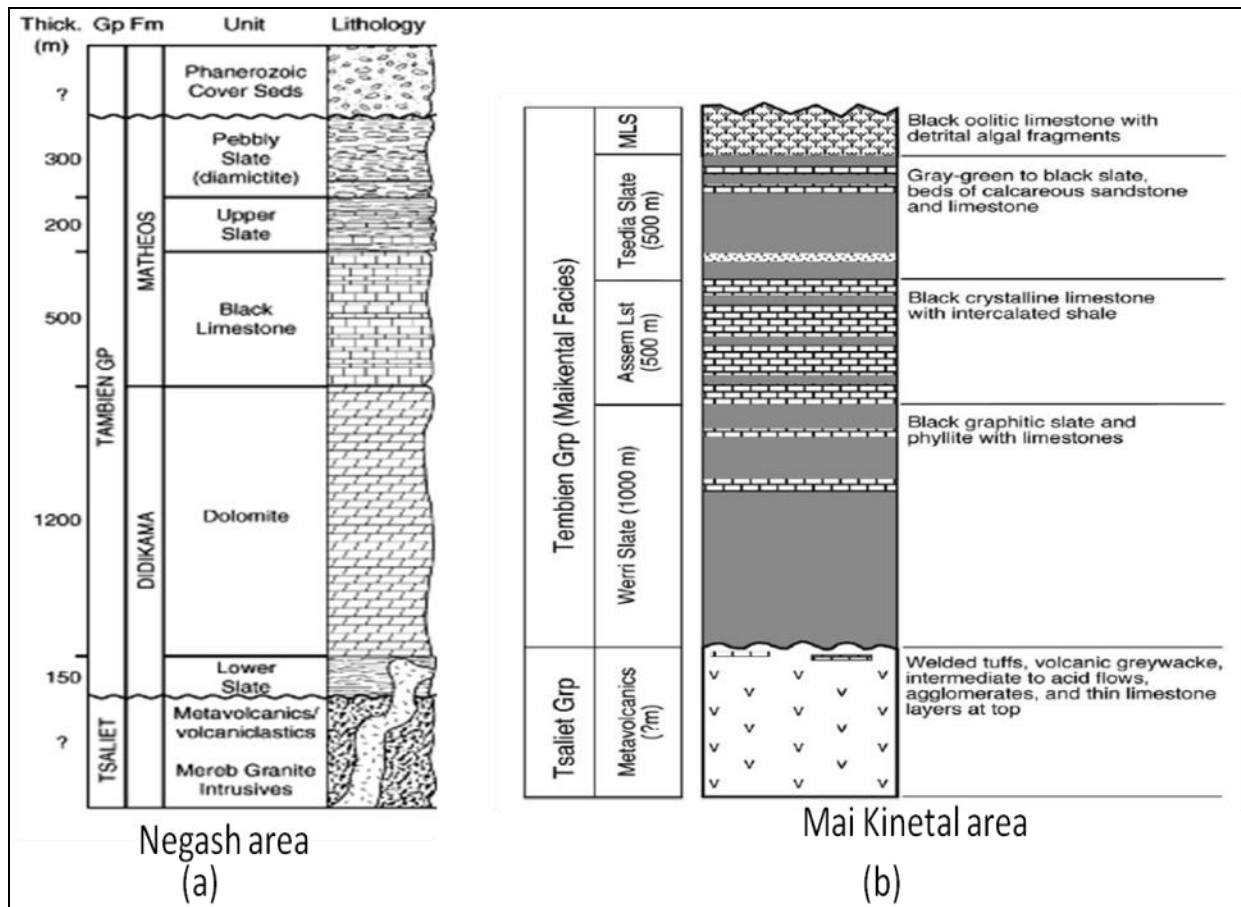 Thick. Gp Fm Unit Lithology
(m)
Phanerozoic
Cover Seds
?
Pebbly
Slate
(diamictite)
300
Upper
Slate
200
Black
Limestone
500
MATHEOS
TAMBIEN GP
Dolomite
1200
DIDIKAMA
Lower
Slate
150
Metavolcanics/
volcaniclastics
?
Mereb Granite
Intrusives
TSALIET
Negash area
(a)
Tembien Grp (Maikental Facies)
MLS
Black oolitic limestone with
detrital algal fragments
Tsedia Slate
(500 m)
Gray-green to black slate,
beds of calcareous sandstone
and limestone
Assem Lst
(500 m)
Black crystalline limestone
with intercalated shale
Werri Slate (1000 m)
Black graphitic slate and
phyllite with limestones
Tsaliet Grp
Metavolcanics
(?m)
Welded tuffs, volcanic greywacke,
intermediate to acid flows,
agglomerates, and thin limestone
layers at top
Mai Kinetal area
(b)